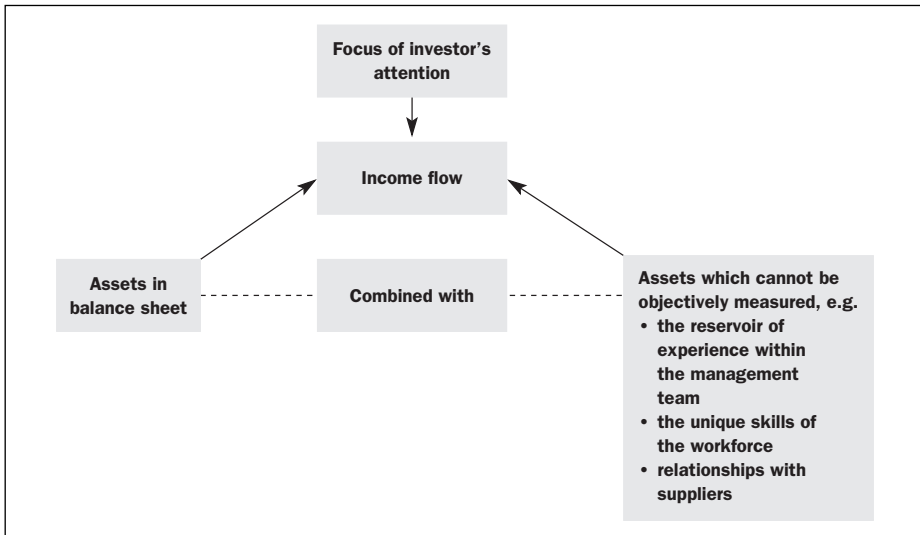 Focus of investor's
attention
Income flow
Assets in
balance sheet
Combined with
Assets which cannot be
objectively measured, e.g.
• the reservoir of
experience within
the management
team
• the unique skills of
the workforce
• relationships with
suppliers